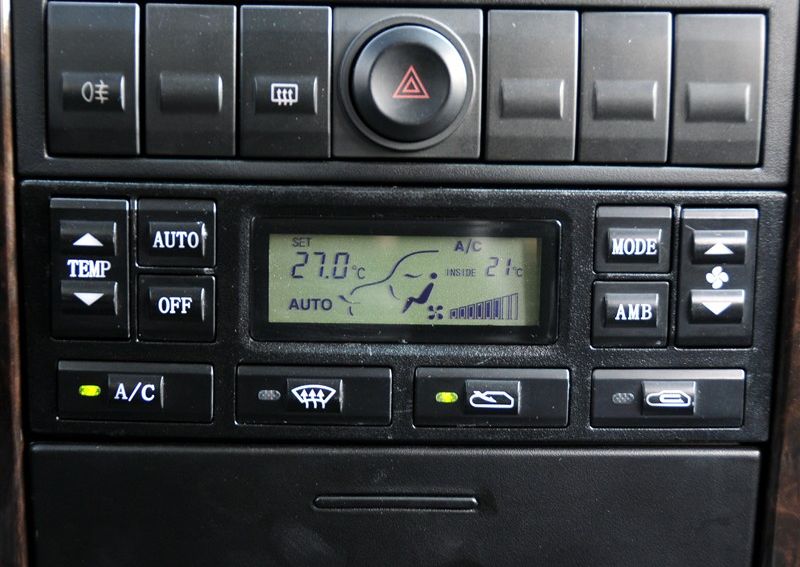 SET
A/C
27.0°C
INSIDE 21°C
AUTO
TEMP
AUTO
OFF
MODE
AMB
A/C